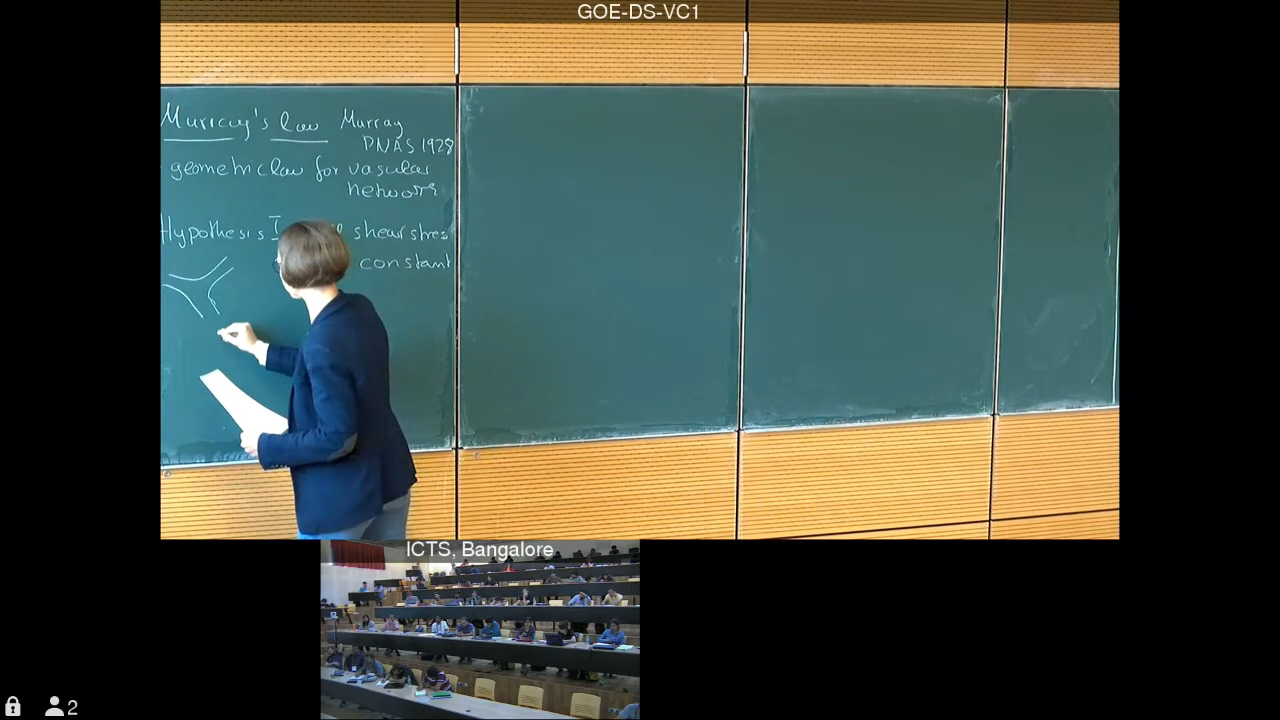 GOE-DS-VC1
Murray's law Murray
PNAS 1928
geometric law for vascular
network
Hypothesis I shear stress
constant
ICTS, Bangalore
2